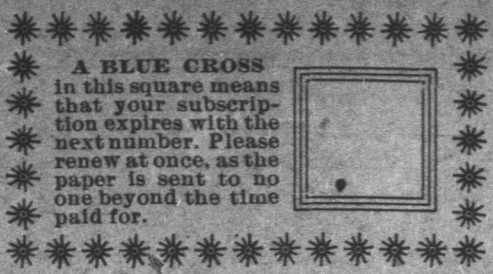 A BLUE CROSS
in this square means
that your subscrip-
tion expires with the
next number. Please
renew at once, as the
paper is sent to no
one beyond the time
paid for.